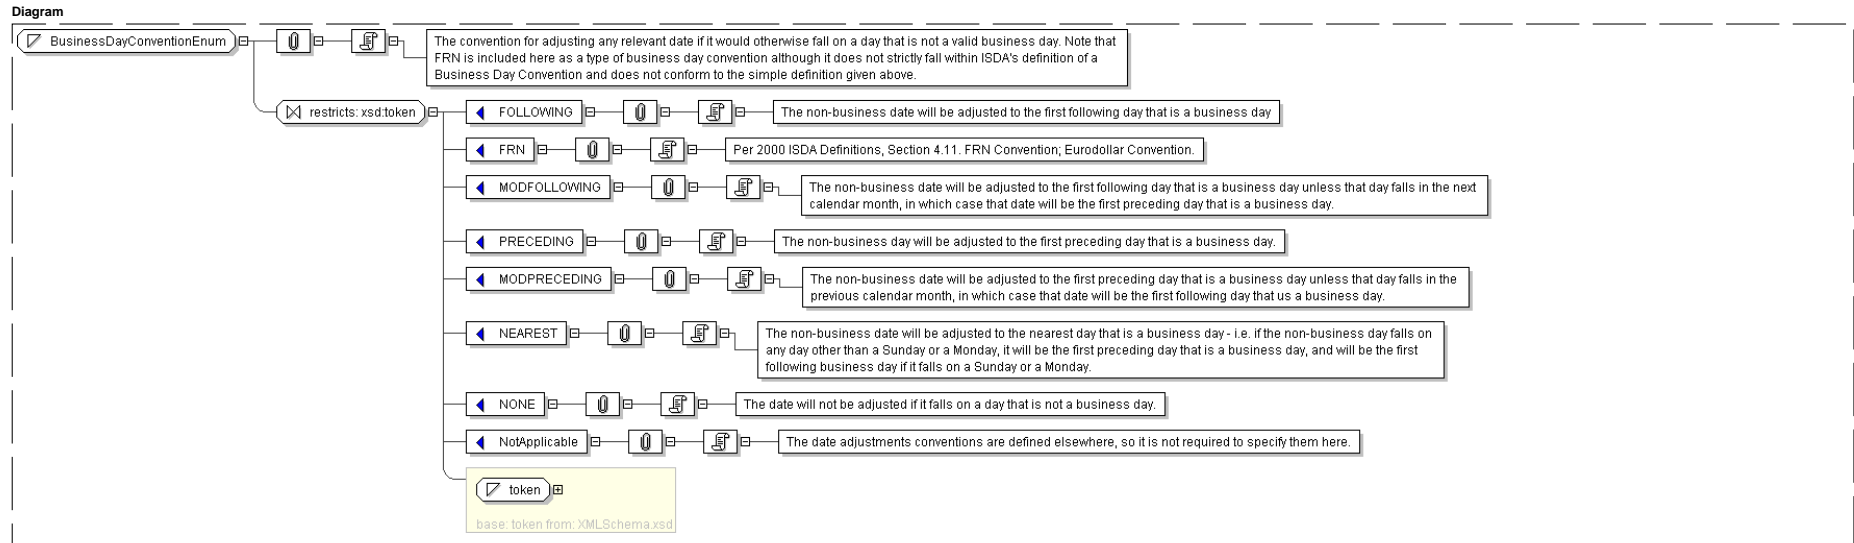 Diagram
BusinessDayConventionEnum
The convention for adjusting any relevant date if it would otherwise fall on a day that is not a valid business day. Note that
FRN is included here as a type of business day convention although it does not strictly fall within ISDA's definition of a
Business Day Convention and does not conform to the simple definition given above.
restricts: xsd:token
FOLLOWING
The non-business date will be adjusted to the first following day that is a business day
FRN
Per 2000 ISDA Definitions, Section 4.11. FRN Convention; Eurodollar Convention.
MODFOLLOWING
The non-business date will be adjusted to the first following day that is a business day unless that day falls in the next
calendar month, in which case that date will be the first preceding day that is a business day.
PRECEDING
The non-business day will be adjusted to the first preceding day that is a business day.
MODPRECEDING
The non-business date will be adjusted to the first preceding day that is a business day unless that day falls in the
previous calendar month, in which case that date will be the first following day that us a business day.
NEAREST
The non-business date will be adjusted to the nearest day that is a business day - i.e. if the non-business day falls on
any day other than a Sunday or a Monday, it will be the first preceding day that is a business day, and will be the first
following business day if it falls on a Sunday or a Monday.
NONE
The date will not be adjusted if it falls on a day that is not a business day.
NotApplicable
The date adjustments conventions are defined elsewhere, so it is not required to specify them here.
token
base: token from: XMLSchema.xsd